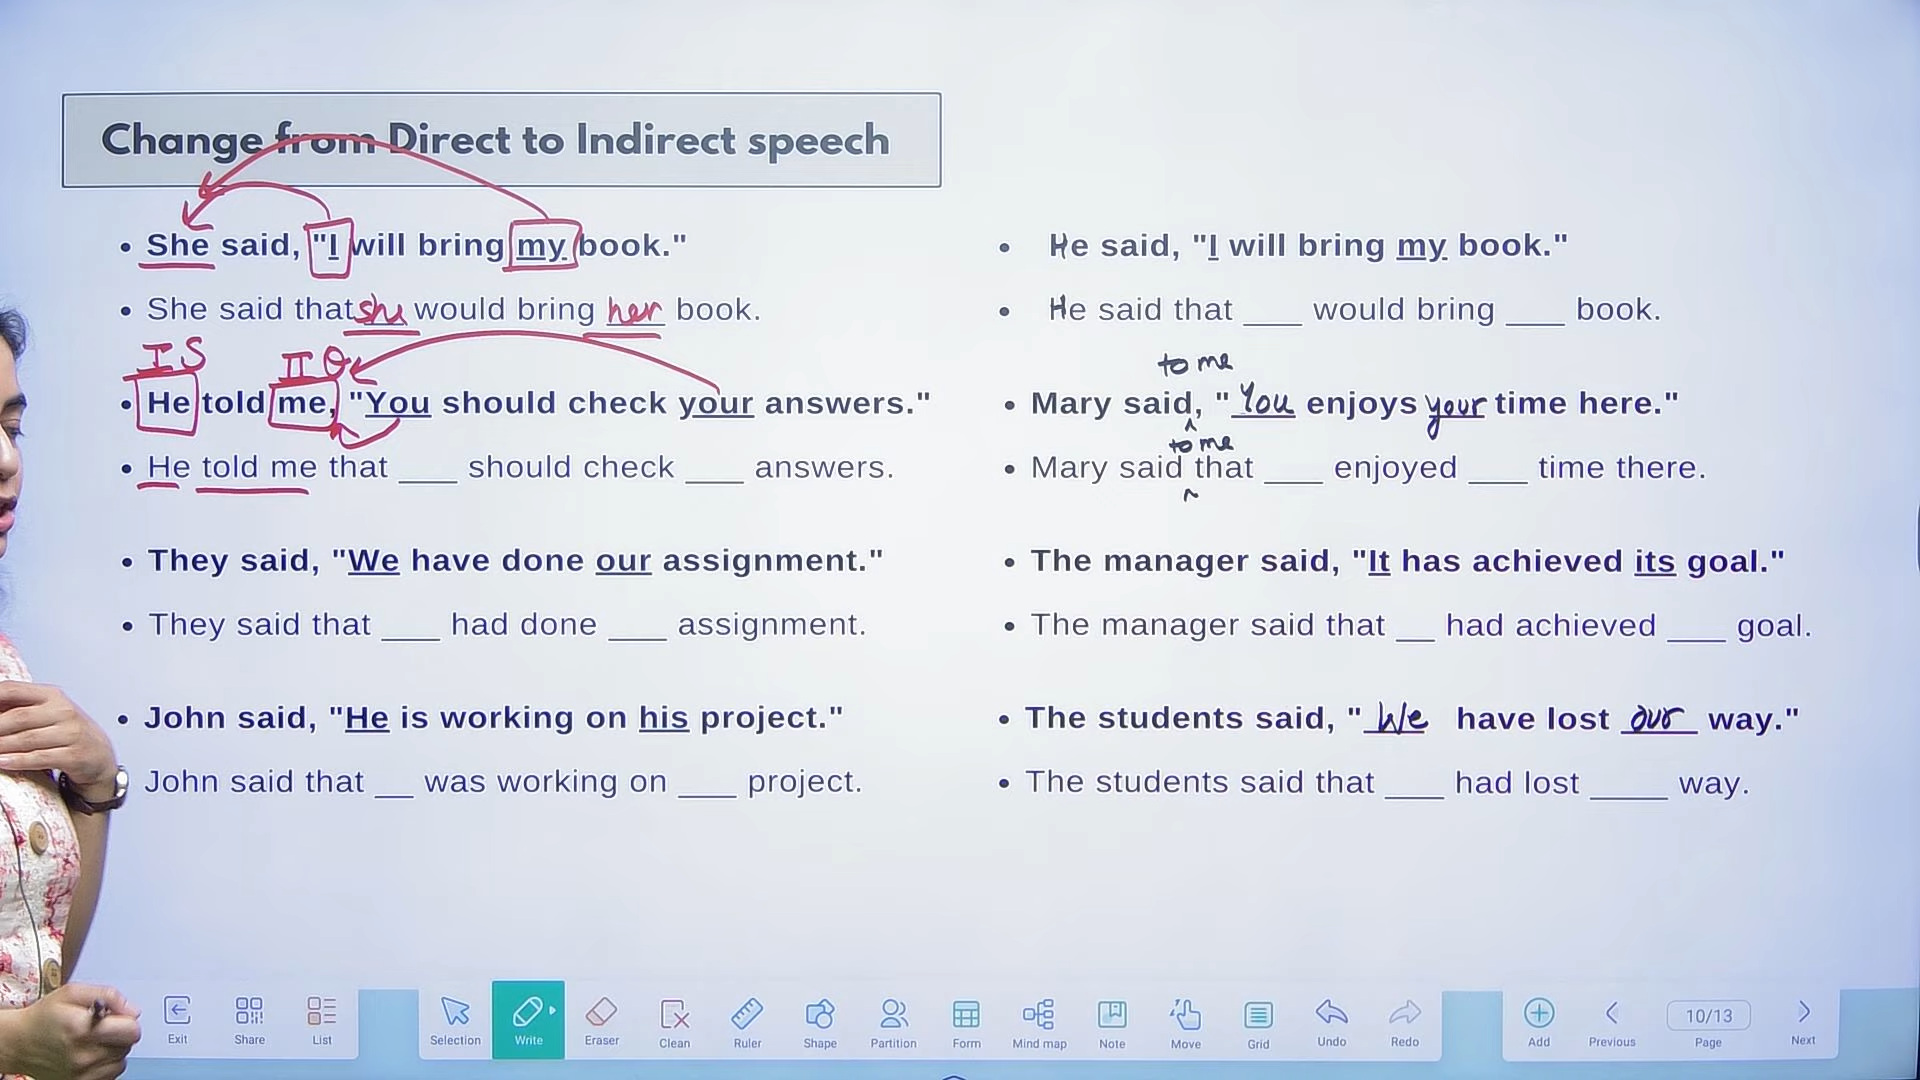 Change from Direct to Indirect speech
• She said, "I will bring my book."
• She said that she would bring her book.
I S II O
• He told me, "You should check your answers."
• He told me that ___ should check ___ answers.
• They said, "We have done our assignment."
• They said that ___ had done ___ assignment.
• John said, "He is working on his project."
John said that __ was working on ___ project.
• He said, "I will bring my book."
• He said that ___ would bring ___ book.
to me
• Mary said, ^ "You enjoys your time here."
to me
• Mary said ^ that ___ enjoyed ___ time there.
• The manager said, "It has achieved its goal."
• The manager said that __ had achieved ___ goal.
• The students said, "We have lost our way."
• The students said that ___ had lost ____ way.
Exit Share List Selection Write Eraser Clean Ruler Shape Partition Form Mind map Note Move Grid Undo Redo Add Previous 10/13 Page Next